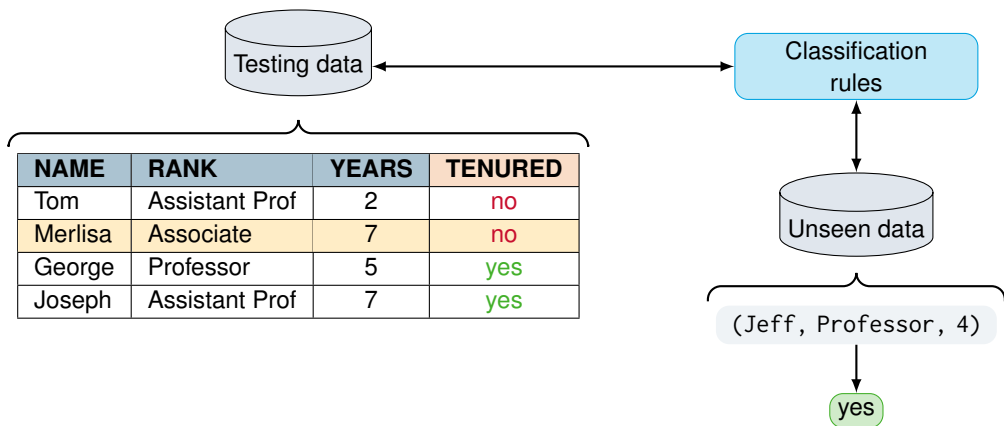 Testing data
Classification
rules
NAME RANK YEARS TENURED
Tom Assistant Prof 2 no
Merlisa Associate 7 no
George Professor 5 yes
Joseph Assistant Prof 7 yes
Unseen data
(Jeff, Professor, 4)
yes